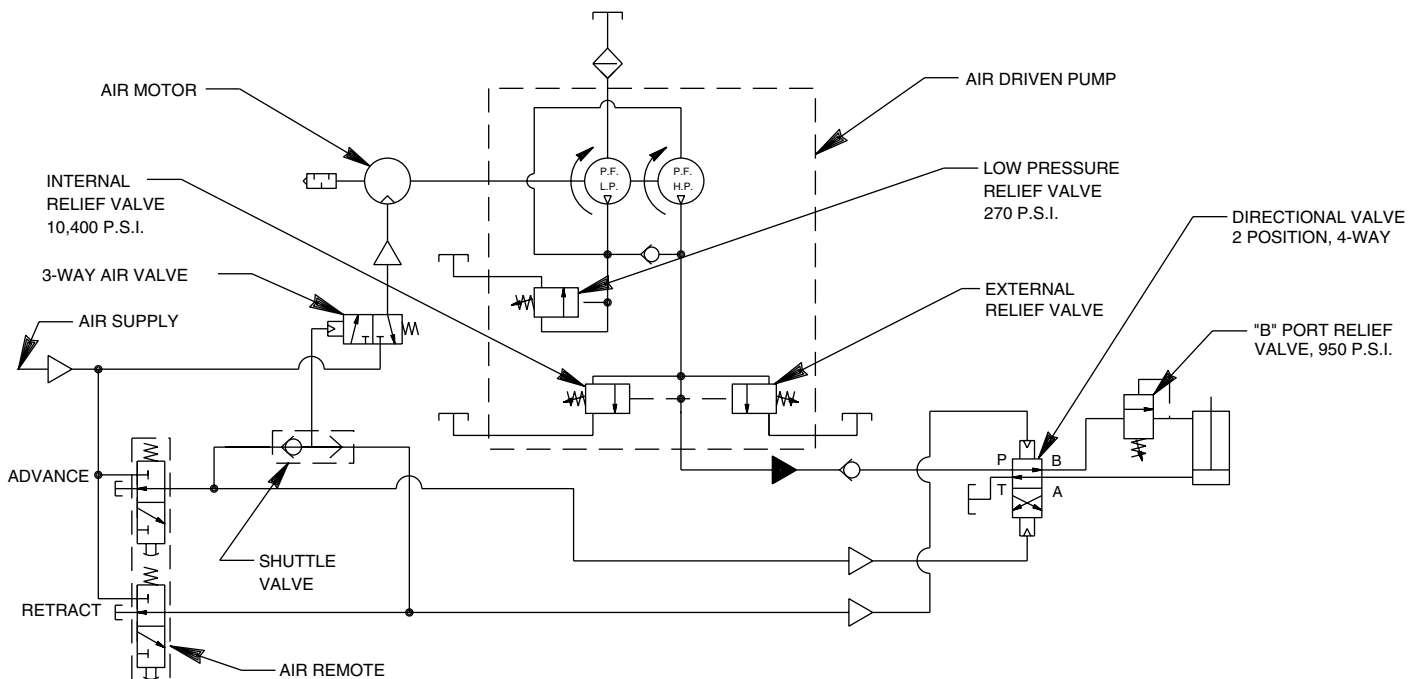 AIR MOTOR
AIR DRIVEN PUMP
INTERNAL
RELIEF VALVE
10,400 P.S.I.
P.F.
L.P.
P.F.
H.P.
LOW PRESSURE
RELIEF VALVE
270 P.S.I.
DIRECTIONAL VALVE
2 POSITION, 4-WAY
3-WAY AIR VALVE
EXTERNAL
RELIEF VALVE
AIR SUPPLY
"B" PORT RELIEF
VALVE, 950 P.S.I.
ADVANCE
P
B
T
A
SHUTTLE
VALVE
RETRACT
AIR REMOTE